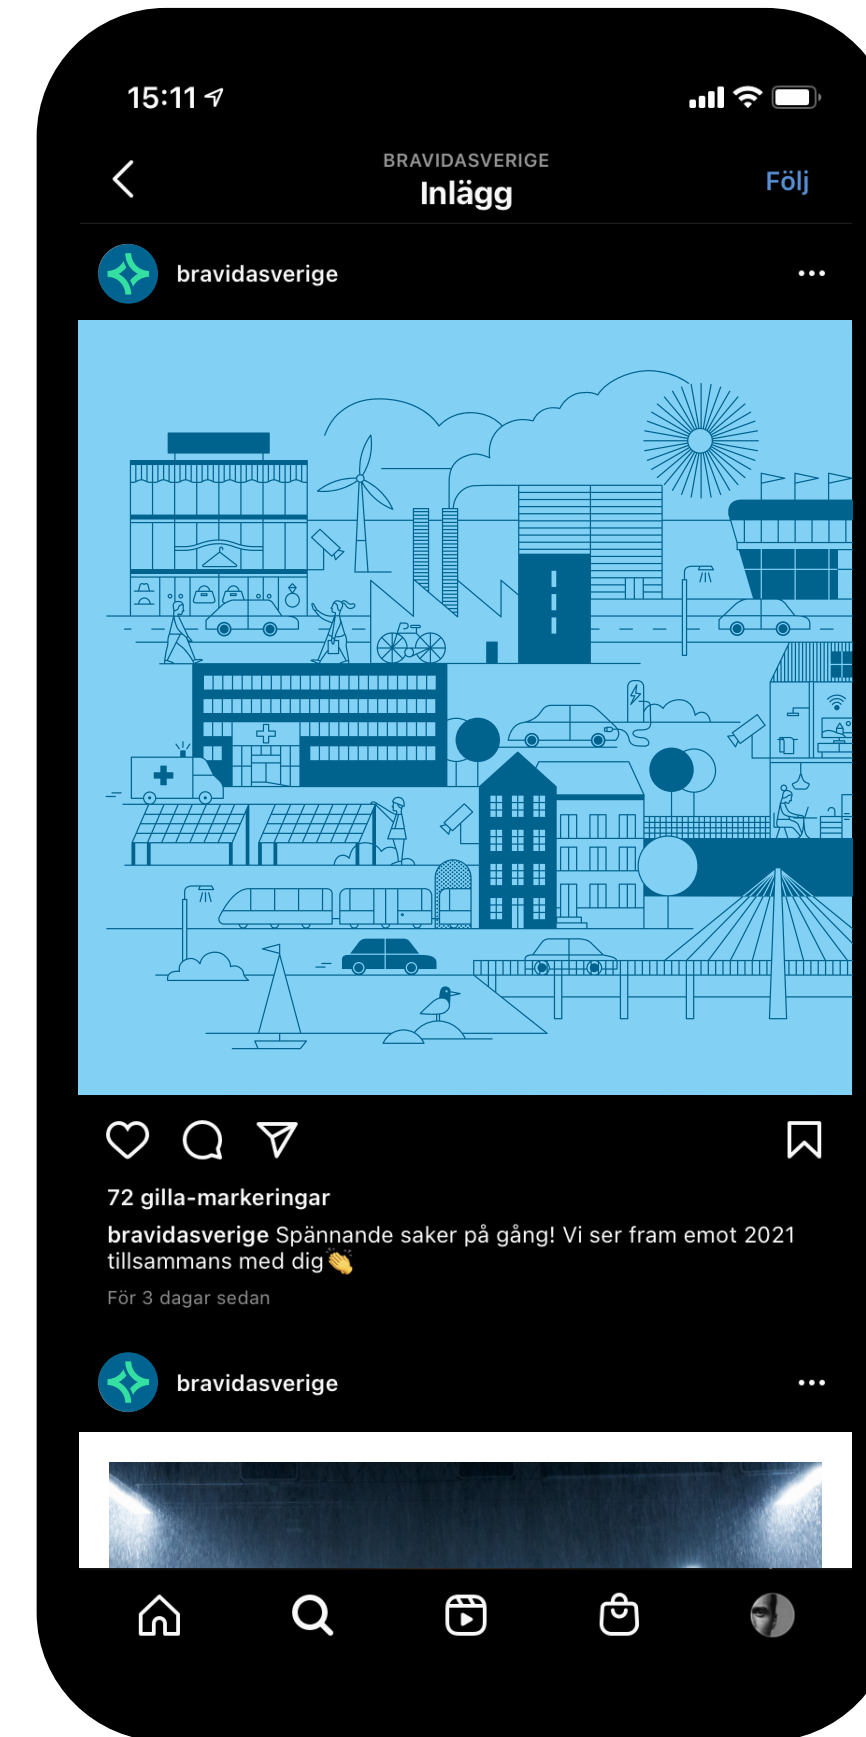 15:11
BRAVIDASVERIGE
Inlägg
Följ
bravidasverige
72 gilla-markeringar
bravidasverige Spännande saker på gång! Vi ser fram emot 2021
tillsammans med dig👏
För 3 dagar sedan
bravidasverige